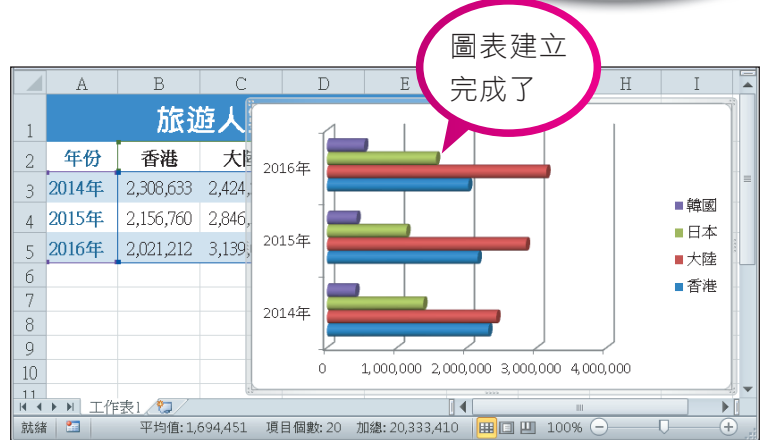 圖表建立
完成了
A B C D E H I
1 旅遊人
2 年份 香港 大
3 2014年 2,308,633 2,424,
4 2015年 2,156,760 2,846,
5 2016年 2,021,212 3,139,
6
7
8
9
10
11
2016年
2015年
2014年
0 1,000,000 2,000,000 3,000,000 4,000,000
韓國
日本
大陸
香港
工作表1
就緒 平均值: 1,694,451 項目個數: 20 加總: 20,333,410 100%